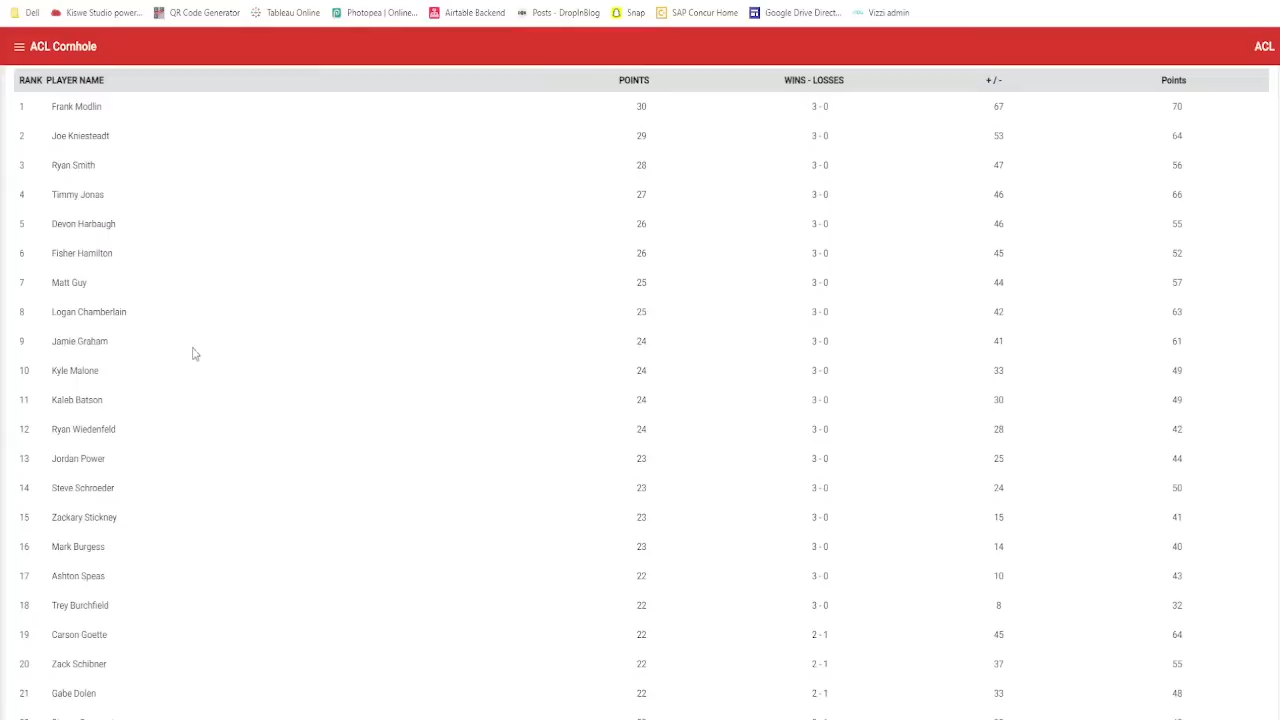 Dell Kiswe Studio power... QR Code Generator Tableau Online Photopea | Online... Airtable Backend Posts - DropInBlog Snap SAP Concur Home Google Drive Direct... Vizzi admin
ACL Cornhole ACL
RANK PLAYER NAME POINTS WINS - LOSSES + / - Points
1 Frank Modlin 30 3 - 0 67 70
2 Joe Kniesteadt 29 3 - 0 53 64
3 Ryan Smith 28 3 - 0 47 56
4 Timmy Jonas 27 3 - 0 46 66
5 Devon Harbaugh 26 3 - 0 46 55
6 Fisher Hamilton 26 3 - 0 45 52
7 Matt Guy 25 3 - 0 44 57
8 Logan Chamberlain 25 3 - 0 42 63
9 Jamie Graham 24 3 - 0 41 61
10 Kyle Malone 24 3 - 0 33 49
11 Kaleb Batson 24 3 - 0 30 49
12 Ryan Wiedenfeld 24 3 - 0 28 42
13 Jordan Power 23 3 - 0 25 44
14 Steve Schroeder 23 3 - 0 24 50
15 Zackary Stickney 23 3 - 0 15 41
16 Mark Burgess 23 3 - 0 14 40
17 Ashton Speas 22 3 - 0 10 43
18 Trey Burchfield 22 3 - 0 8 32
19 Carson Goette 22 2 - 1 45 64
20 Zack Schibner 22 2 - 1 37 55
21 Gabe Dolen 22 2 - 1 33 48